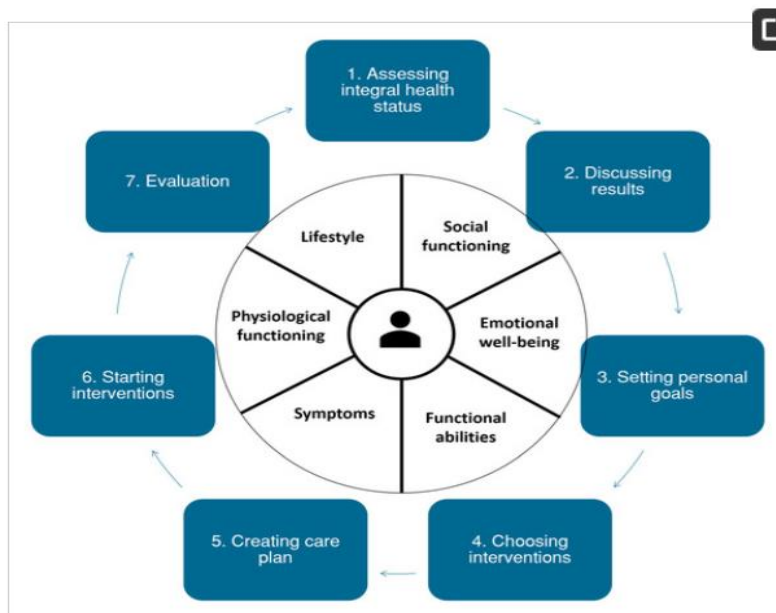 1. Assessing
integral health
status
2. Discussing
results
3. Setting personal
goals
4. Choosing
interventions
5. Creating care
plan
6. Starting
interventions
7. Evaluation
Lifestyle
Social
functioning
Emotional
well-being
Functional
abilities
Symptoms
Physiological
functioning